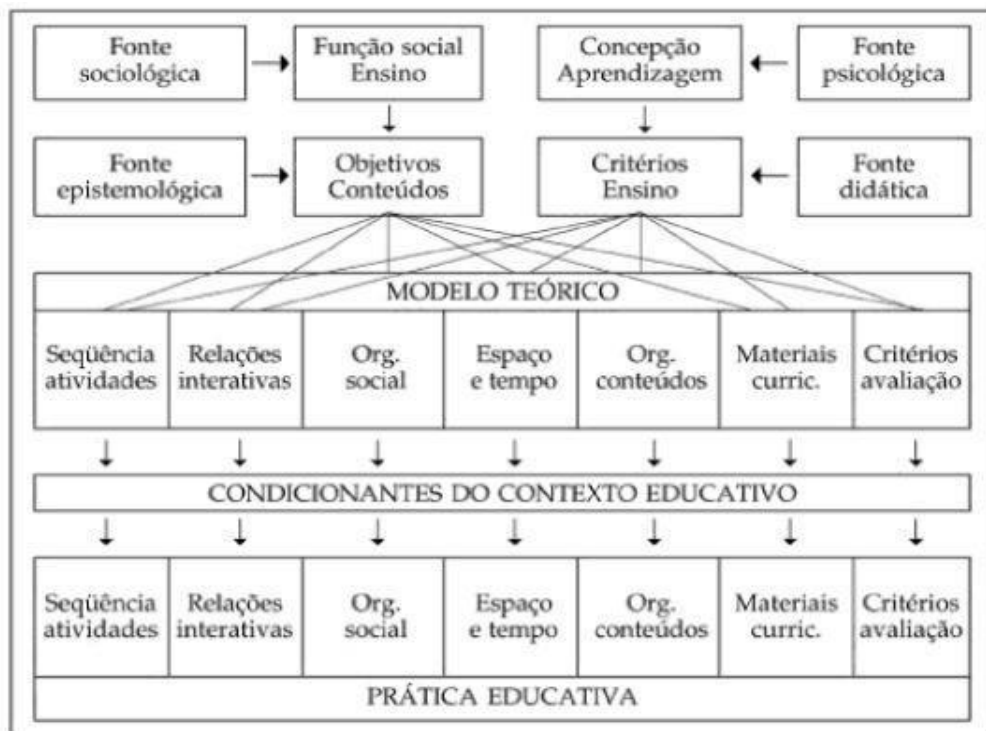 Fonte
sociológica
Função social
Ensino
Concepção
Aprendizagem
Fonte
psicológica
Fonte
epistemológica
Objetivos
Conteúdos
Critérios
Ensino
Fonte
didática
MODELO TEÓRICO
Seqüência
atividades
Relações
interativas
Org.
social
Espaço
e tempo
Org.
conteúdos
Materiais
curric.
Critérios
avaliação
CONDICIONANTES DO CONTEXTO EDUCATIVO
Seqüência
atividades
Relações
interativas
Org.
social
Espaço
e tempo
Org.
conteúdos
Materiais
curric.
Critérios
avaliação
PRÁTICA EDUCATIVA